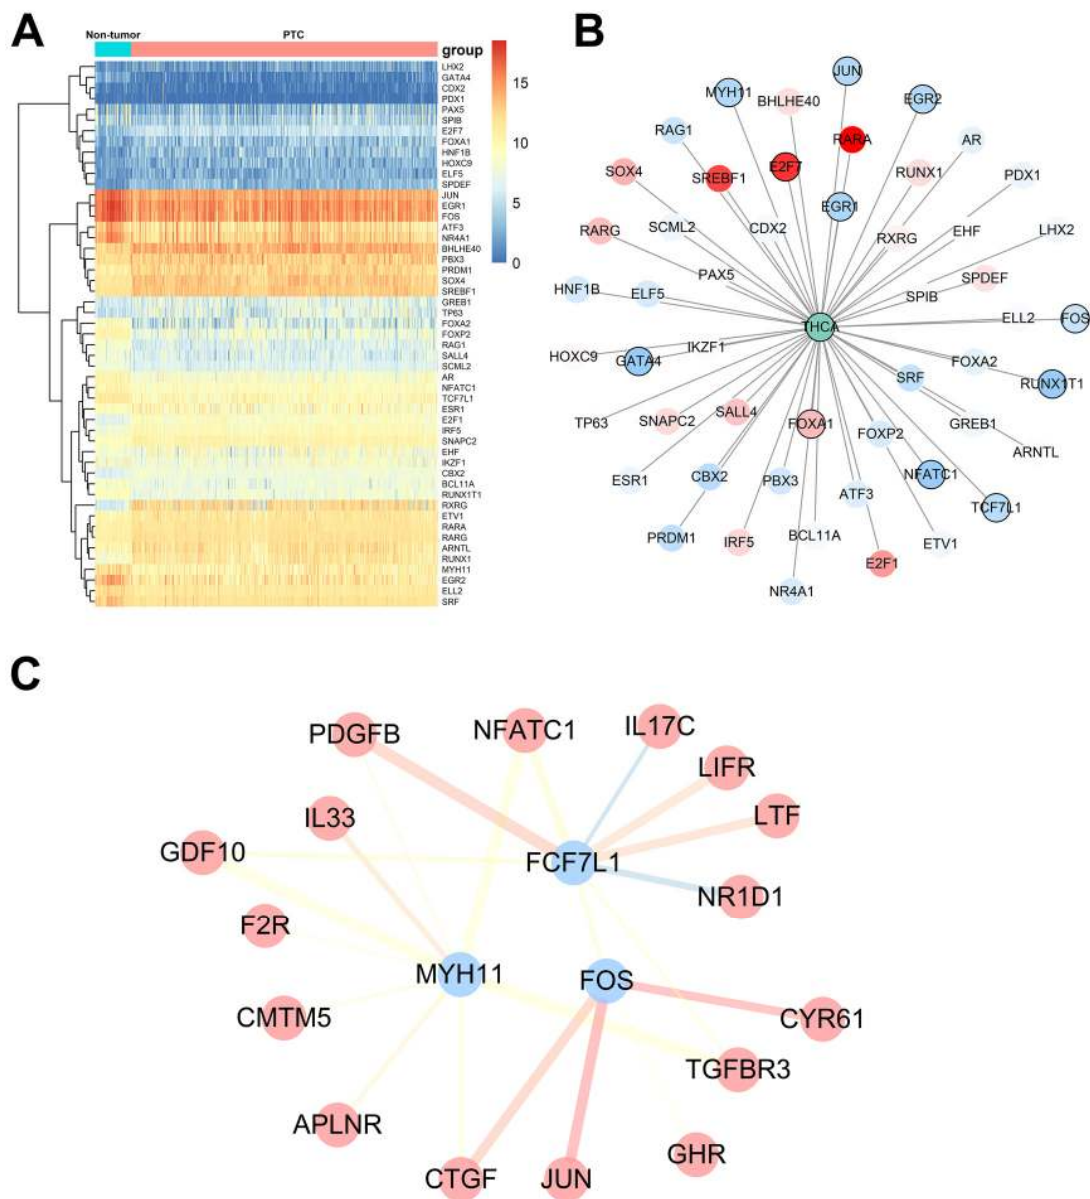 A
Non-tumor
PTC
group
LHX2
GATA4
CDX2
PDX1
PAX5
SPIB
E2F7
FOXA1
HNF1B
HOXC9
ELF5
SPDEF
JUN
EGR1
FOS
ATF3
NR4A1
BHLHE40
PBX3
PRDM1
SOX4
SREBF1
GREB1
TP63
FOXA2
FOXP2
RAG1
SALL4
SCML2
AR
NFATC1
TCF7L1
ESR1
E2F1
IRF5
SNAPC2
EHF
IKZF1
CBX2
BCL11A
RUNX1T1
RXRG
ETV1
RARA
RARG
ARNTL
RUNX1
MYH11
EGR2
ELL2
SRF
15
10
5
0
B
JUN
MYH11
BHLHE40
EGR2
RAG1
RARA
AR
SOX4
SREBF1
E2F7
RUNX1
PDX1
EGR1
RARG
SCML2
CDX2
RXRG
EHF
LHX2
PAX5
SPDEF
HNF1B
ELF5
SPIB
THCA
ELL2
FOS
HOXC9
GATA4
IKZF1
FOXA2
SRF
RUNX1T1
TP63
SNAPC2
SALL4
FOXA1
FOXP2
GREB1
ARNTL
ESR1
CBX2
PBX3
ATF3
NFATC1
TCF7L1
PRDM1
IRF5
BCL11A
E2F1
ETV1
NR4A1
C
PDGFB
NFATC1
IL17C
LIFR
IL33
LTF
GDF10
FCF7L1
NR1D1
F2R
MYH11
FOS
CMTM5
CYR61
TGFBR3
APLNR
CTGF
JUN
GHR